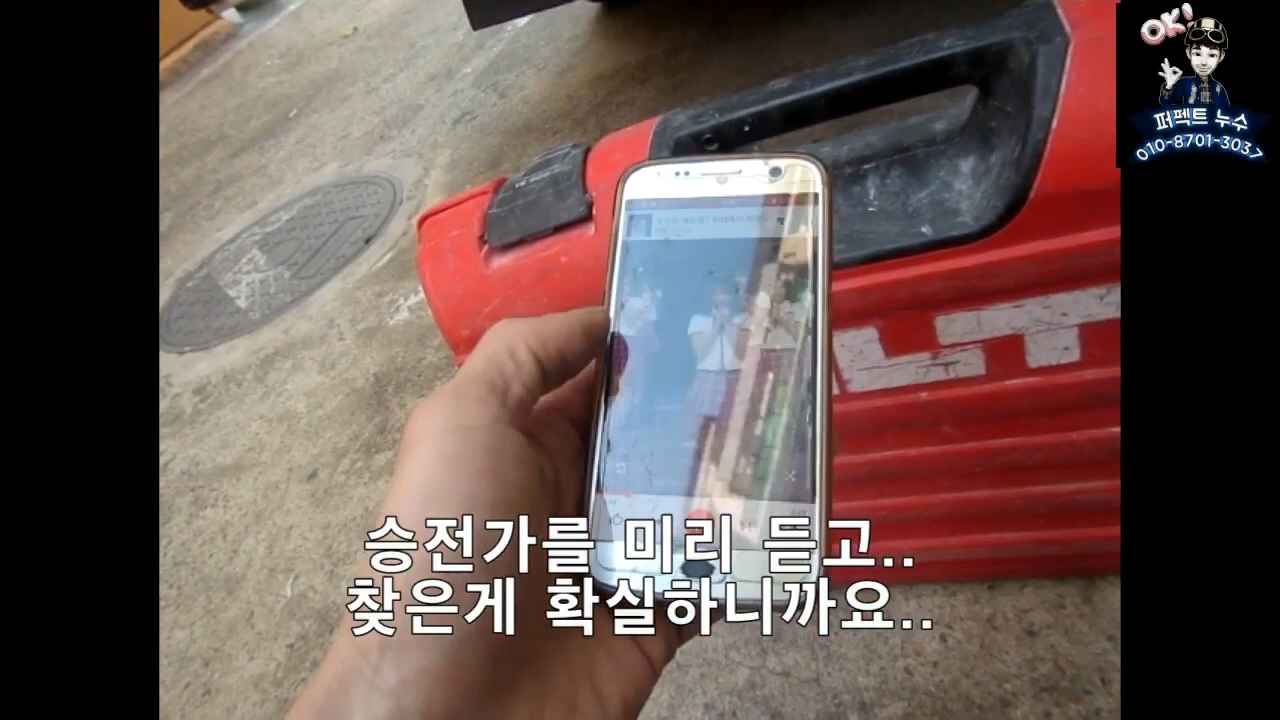 OK!
퍼펙트 누수
010-8701-3037
LT
승전가를 미리 듣고..
찾은게 확실하니까요..